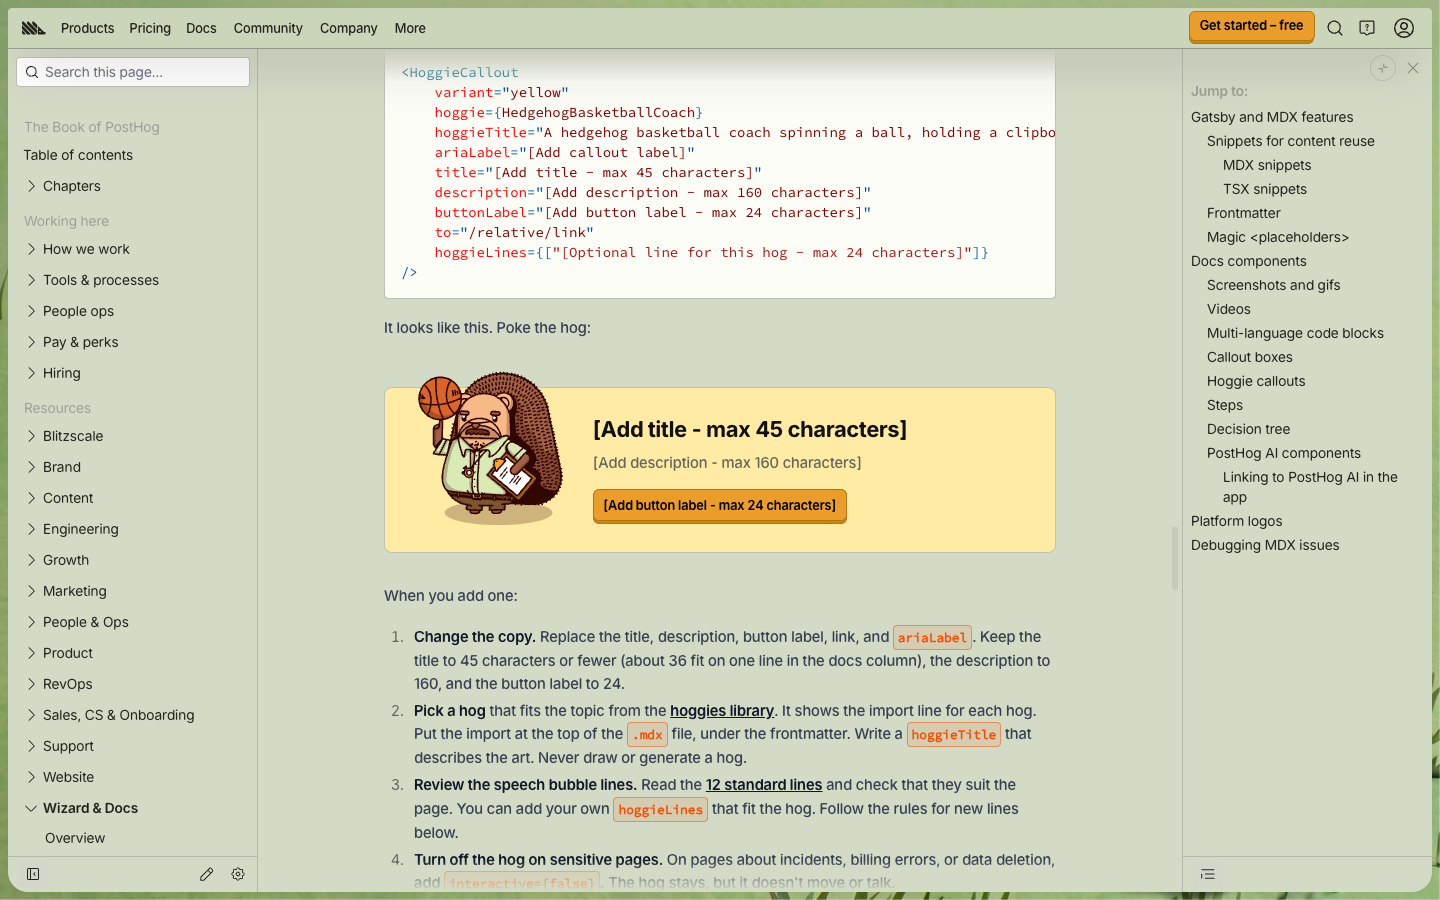 Products
Pricing
Docs
Community
Company
More
Get started – free
Search this page...
The Book of PostHog
Table of contents
Chapters
Working here
How we work
Tools & processes
People ops
Pay & perks
Hiring
Resources
Blitzscale
Brand
Content
Engineering
Growth
Marketing
People & Ops
Product
RevOps
Sales, CS & Onboarding
Support
Website
Wizard & Docs
Overview
<HoggieCallout
variant="yellow"
hoggie={HedgehogBasketballCoach}
hoggieTitle="A hedgehog basketball coach spinning a ball, holding a clipbo
ariaLabel="[Add callout label]"
title="[Add title - max 45 characters]"
description="[Add description - max 160 characters]"
buttonLabel="[Add button label - max 24 characters]"
to="/relative/link"
hoggieLines={["[Optional line for this hog - max 24 characters]"]}
/>
It looks like this. Poke the hog:
[Add title - max 45 characters]
[Add description - max 160 characters]
[Add button label - max 24 characters]
When you add one:
1. Change the copy. Replace the title, description, button label, link, and ariaLabel. Keep the
title to 45 characters or fewer (about 36 fit on one line in the docs column), the description to
160, and the button label to 24.
2. Pick a hog that fits the topic from the hoggies library. It shows the import line for each hog.
Put the import at the top of the .mdx file, under the frontmatter. Write a hoggieTitle that
describes the art. Never draw or generate a hog.
3. Review the speech bubble lines. Read the 12 standard lines and check that they suit the
page. You can add your own hoggieLines that fit the hog. Follow the rules for new lines
below.
4. Turn off the hog on sensitive pages. On pages about incidents, billing errors, or data deletion,
add interactive={false}. The hog stays, but it doesn't move or talk.
Jump to:
Gatsby and MDX features
Snippets for content reuse
MDX snippets
TSX snippets
Frontmatter
Magic <placeholders>
Docs components
Screenshots and gifs
Videos
Multi-language code blocks
Callout boxes
Hoggie callouts
Steps
Decision tree
PostHog AI components
Linking to PostHog AI in the
app
Platform logos
Debugging MDX issues